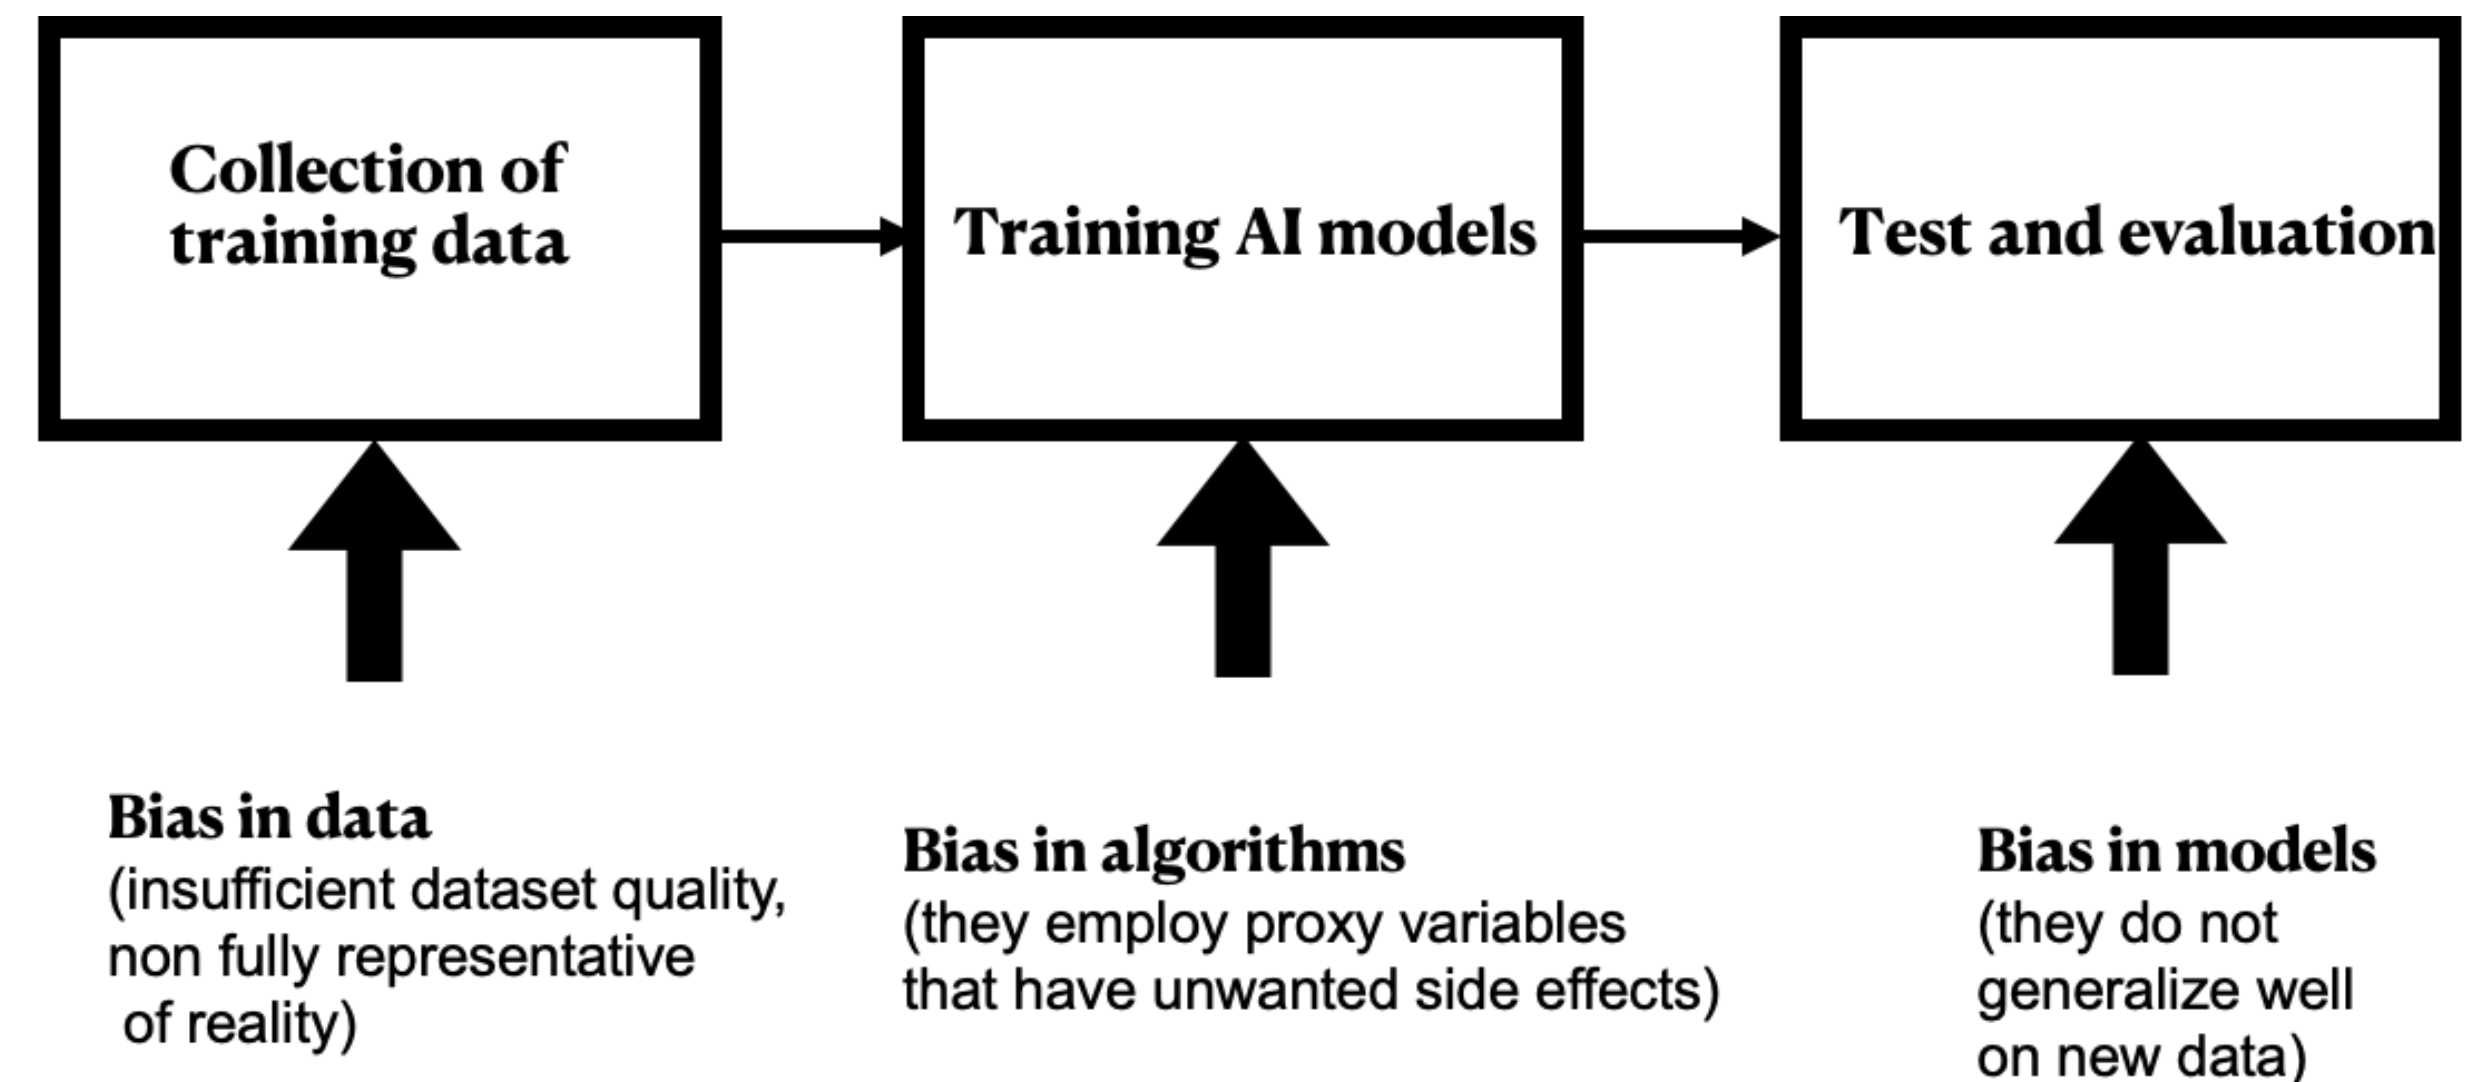 Collection of
training data
Training AI models
Test and evaluation
Bias in data
(insufficient dataset quality,
non fully representative
of reality)
Bias in algorithms
(they employ proxy variables
that have unwanted side effects)
Bias in models
(they do not
generalize well
on new data)